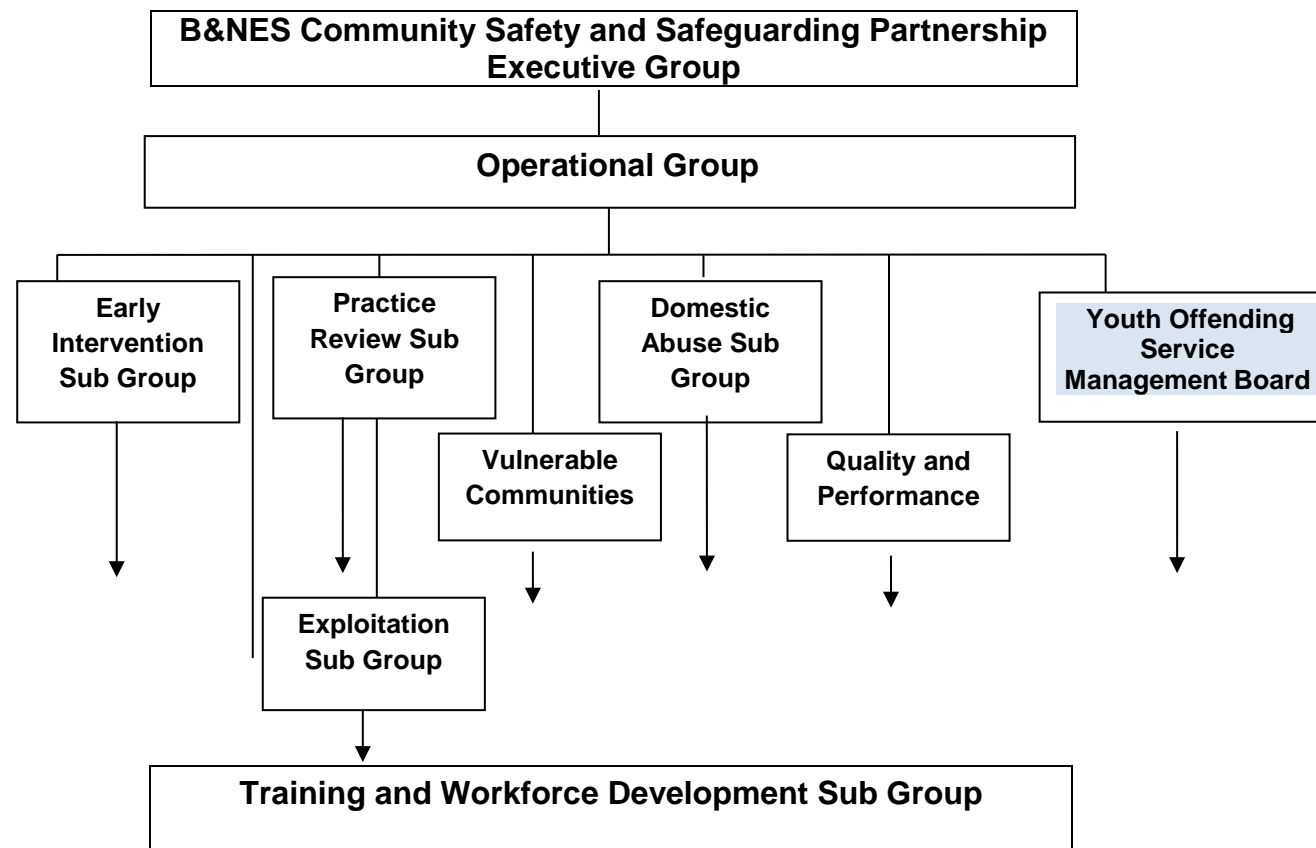 B&NES Community Safety and Safeguarding Partnership
Executive Group
Operational Group
Early
Intervention
Sub Group
Practice
Review Sub
Group
Domestic
Abuse Sub
Group
Youth Offending
Service
Management Board
Vulnerable
Communities
Quality and
Performance
Exploitation
Sub Group
Training and Workforce Development Sub Group